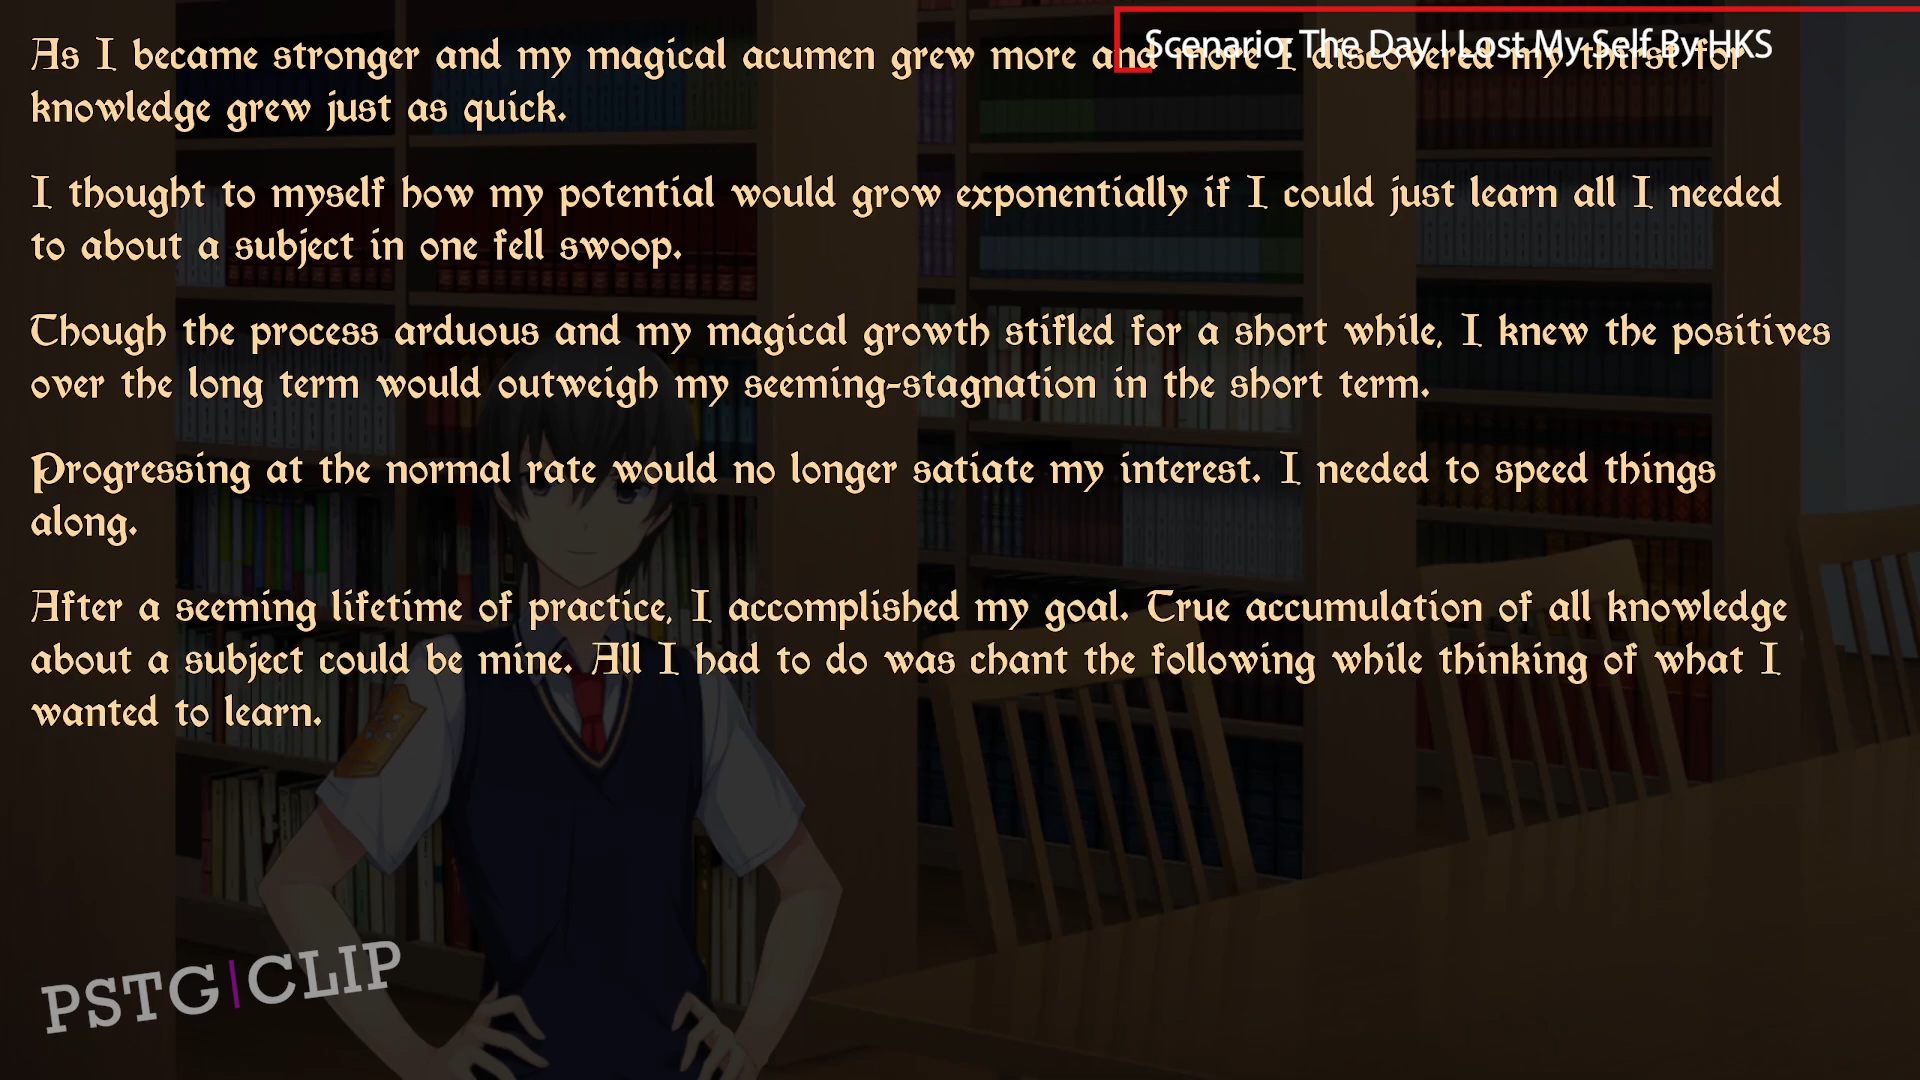 Scenario: The Day I Lost My Self By HKS
As I became stronger and my magical acumen grew more and more I discovered my thirst for
knowledge grew just as quick.
I thought to myself how my potential would grow exponentially if I could just learn all I needed
to about a subject in one fell swoop.
Though the process arduous and my magical growth stifled for a short while, I knew the positives
over the long term would outweigh my seeming-stagnation in the short term.
Progressing at the normal rate would no longer satiate my interest. I needed to speed things
along.
After a seeming lifetime of practice, I accomplished my goal. True accumulation of all knowledge
about a subject could be mine. All I had to do was chant the following while thinking of what I
wanted to learn.
PSTG|CLIP